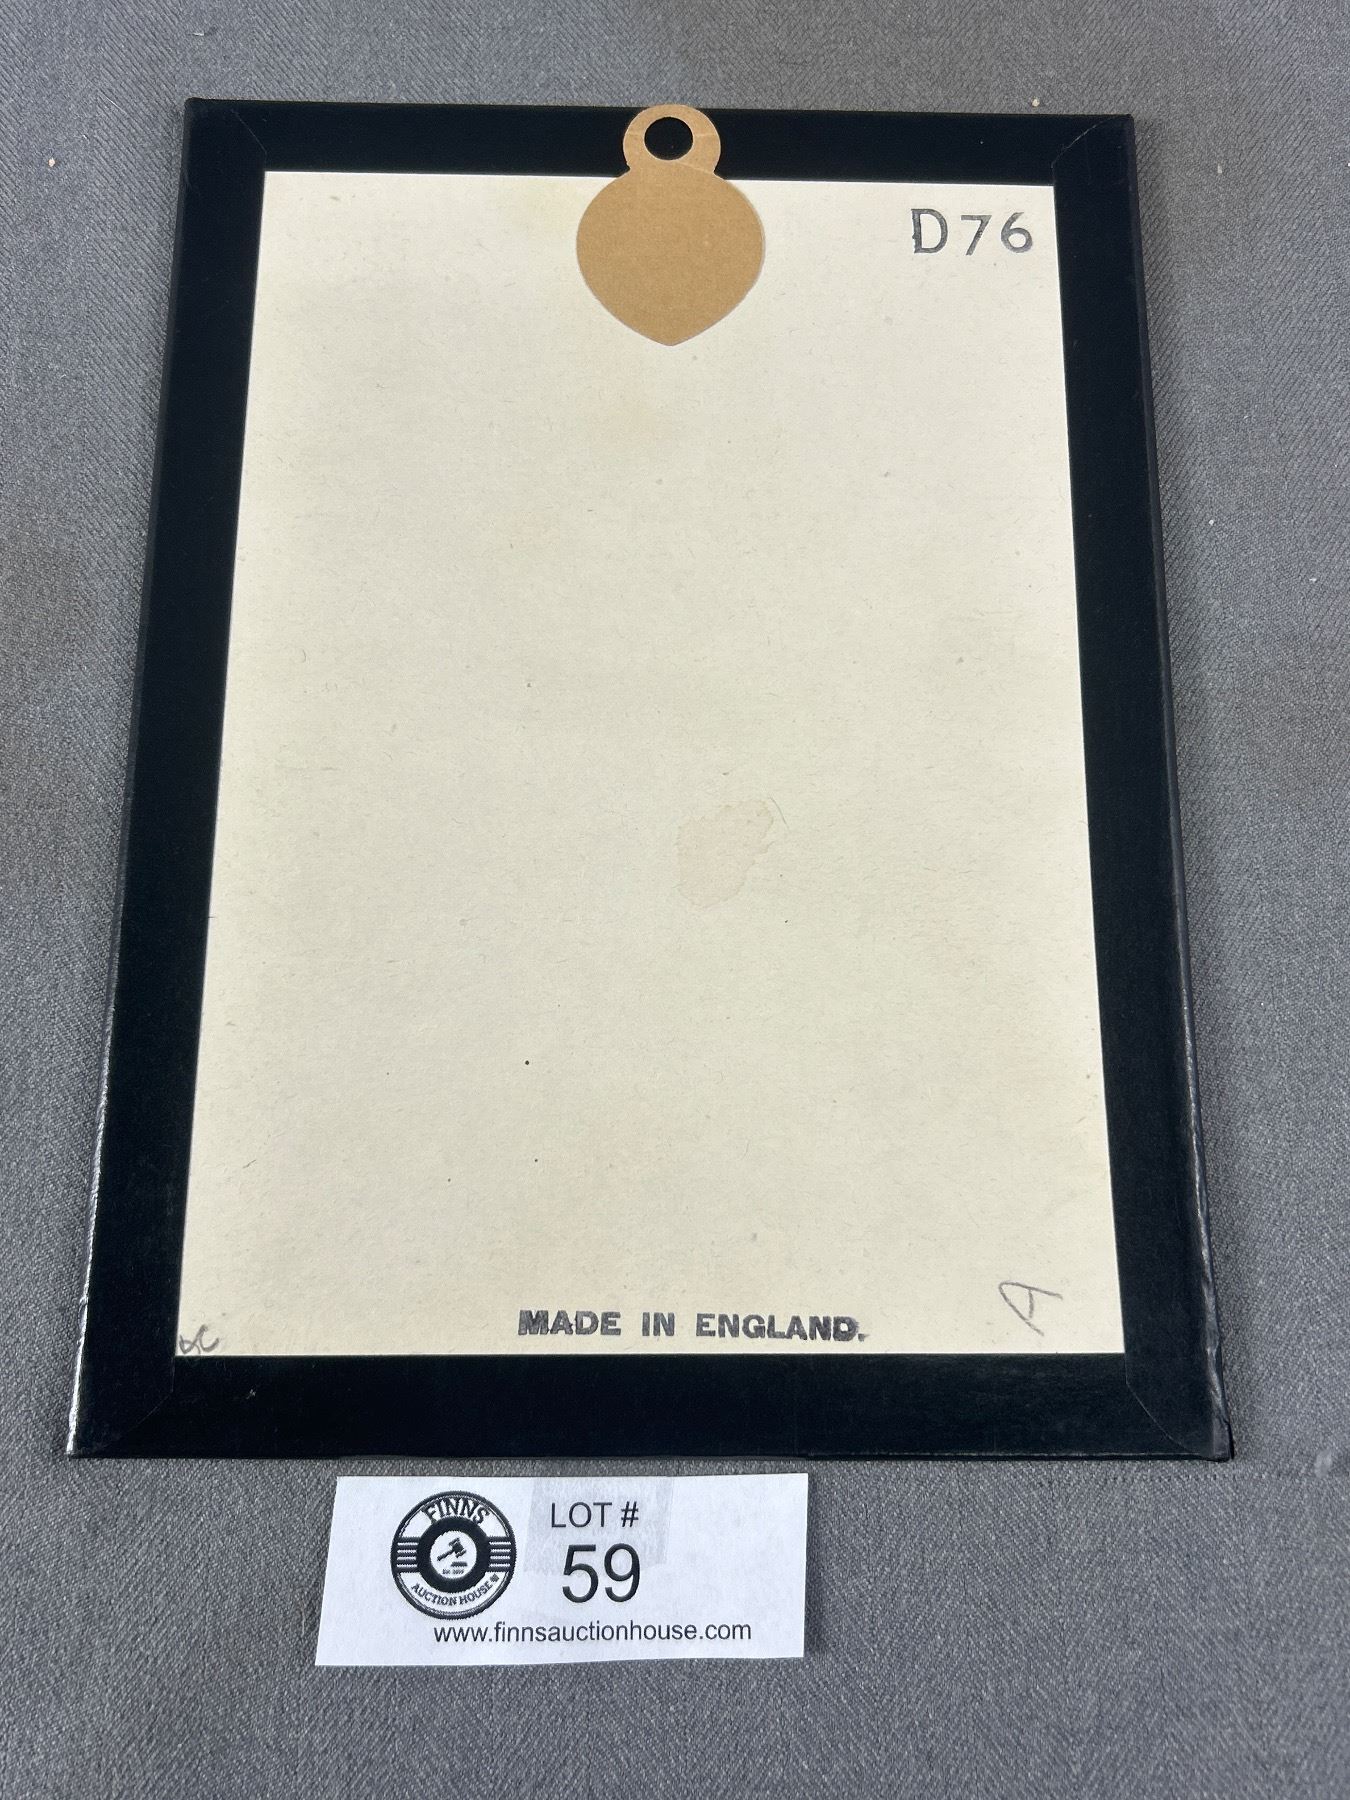 D76
MADE IN ENGLAND.
A
FINNS
AUCTION HOUSE
LOT #
59
www.finnsauctionhouse.com